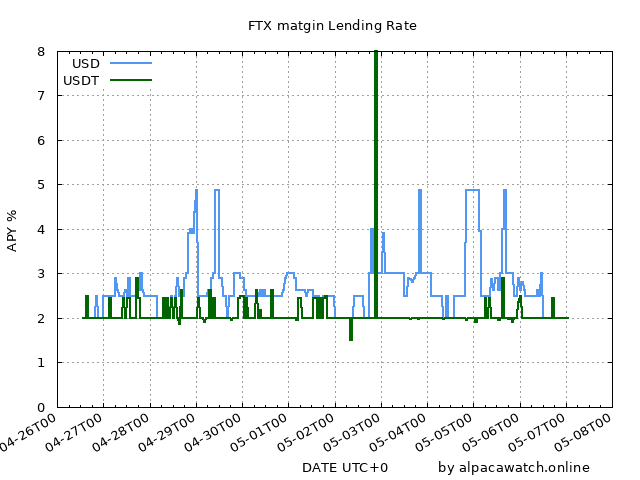 FTX matgin Lending Rate
USD
USDT
8
7
6
5
4
3
2
1
0
APY %
04-26T00
04-27T00
04-28T00
04-29T00
04-30T00
05-01T00
05-02T00
05-03T00
05-04T00
05-05T00
05-06T00
05-07T00
05-08T00
DATE UTC+0
by alpacawatch.online